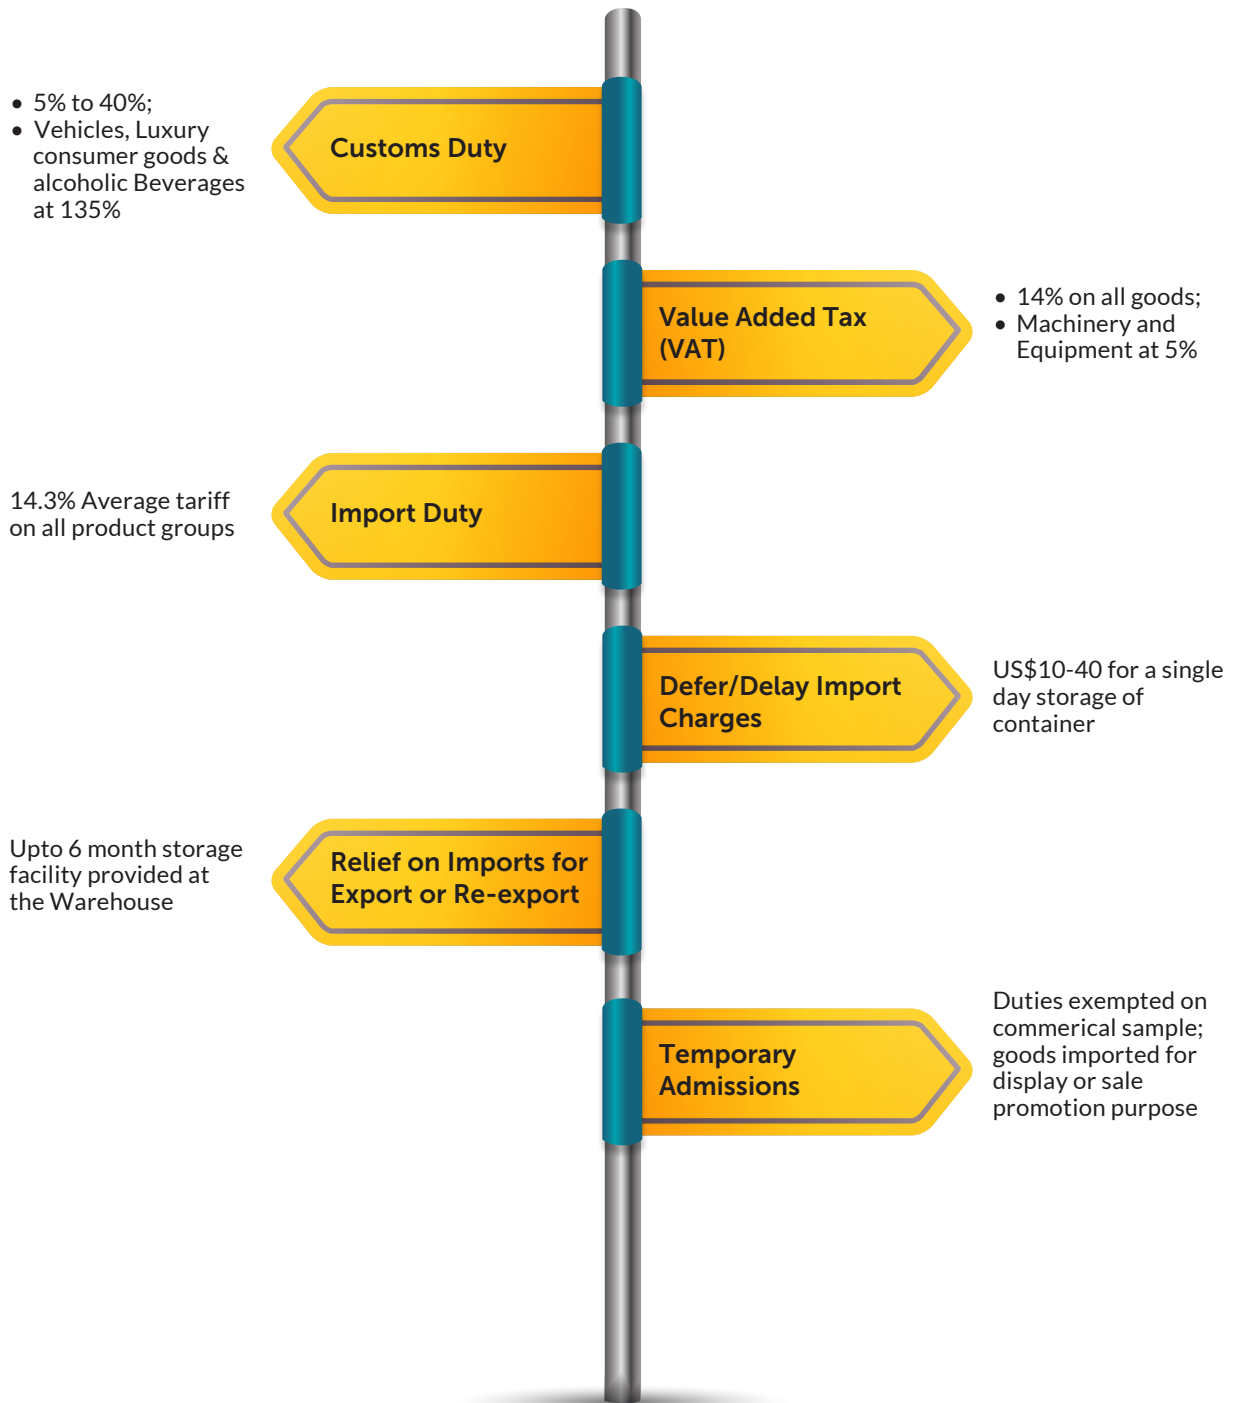 • 5% to 40%;
• Vehicles, Luxury
consumer goods &
alcoholic Beverages
at 135%
Customs Duty
Value Added Tax
(VAT)
• 14% on all goods;
• Machinery and
Equipment at 5%
14.3% Average tariff
on all product groups
Import Duty
Defer/Delay Import
Charges
US$10-40 for a single
day storage of
container
Upto 6 month storage
facility provided at
the Warehouse
Relief on Imports for
Export or Re-export
Temporary
Admissions
Duties exempted on
commerical sample;
goods imported for
display or sale
promotion purpose